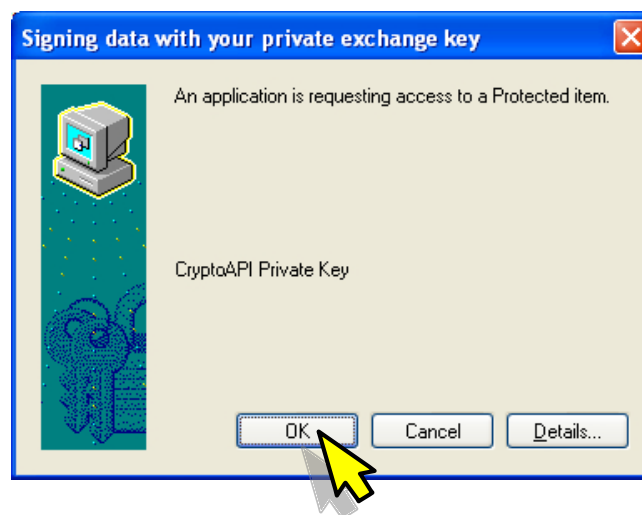 Signing data with your private exchange key
An application is requesting access to a Protected item.
CryptoAPI Private Key
OK Cancel Details...